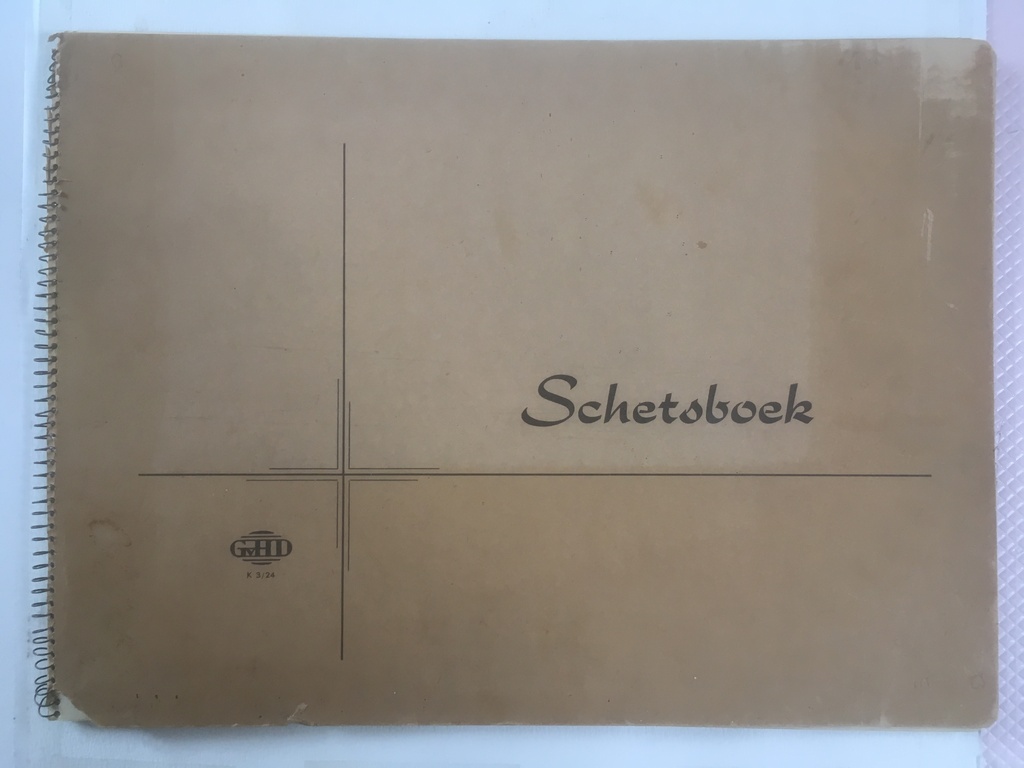 Schetsboek
GvHD
K 3/24